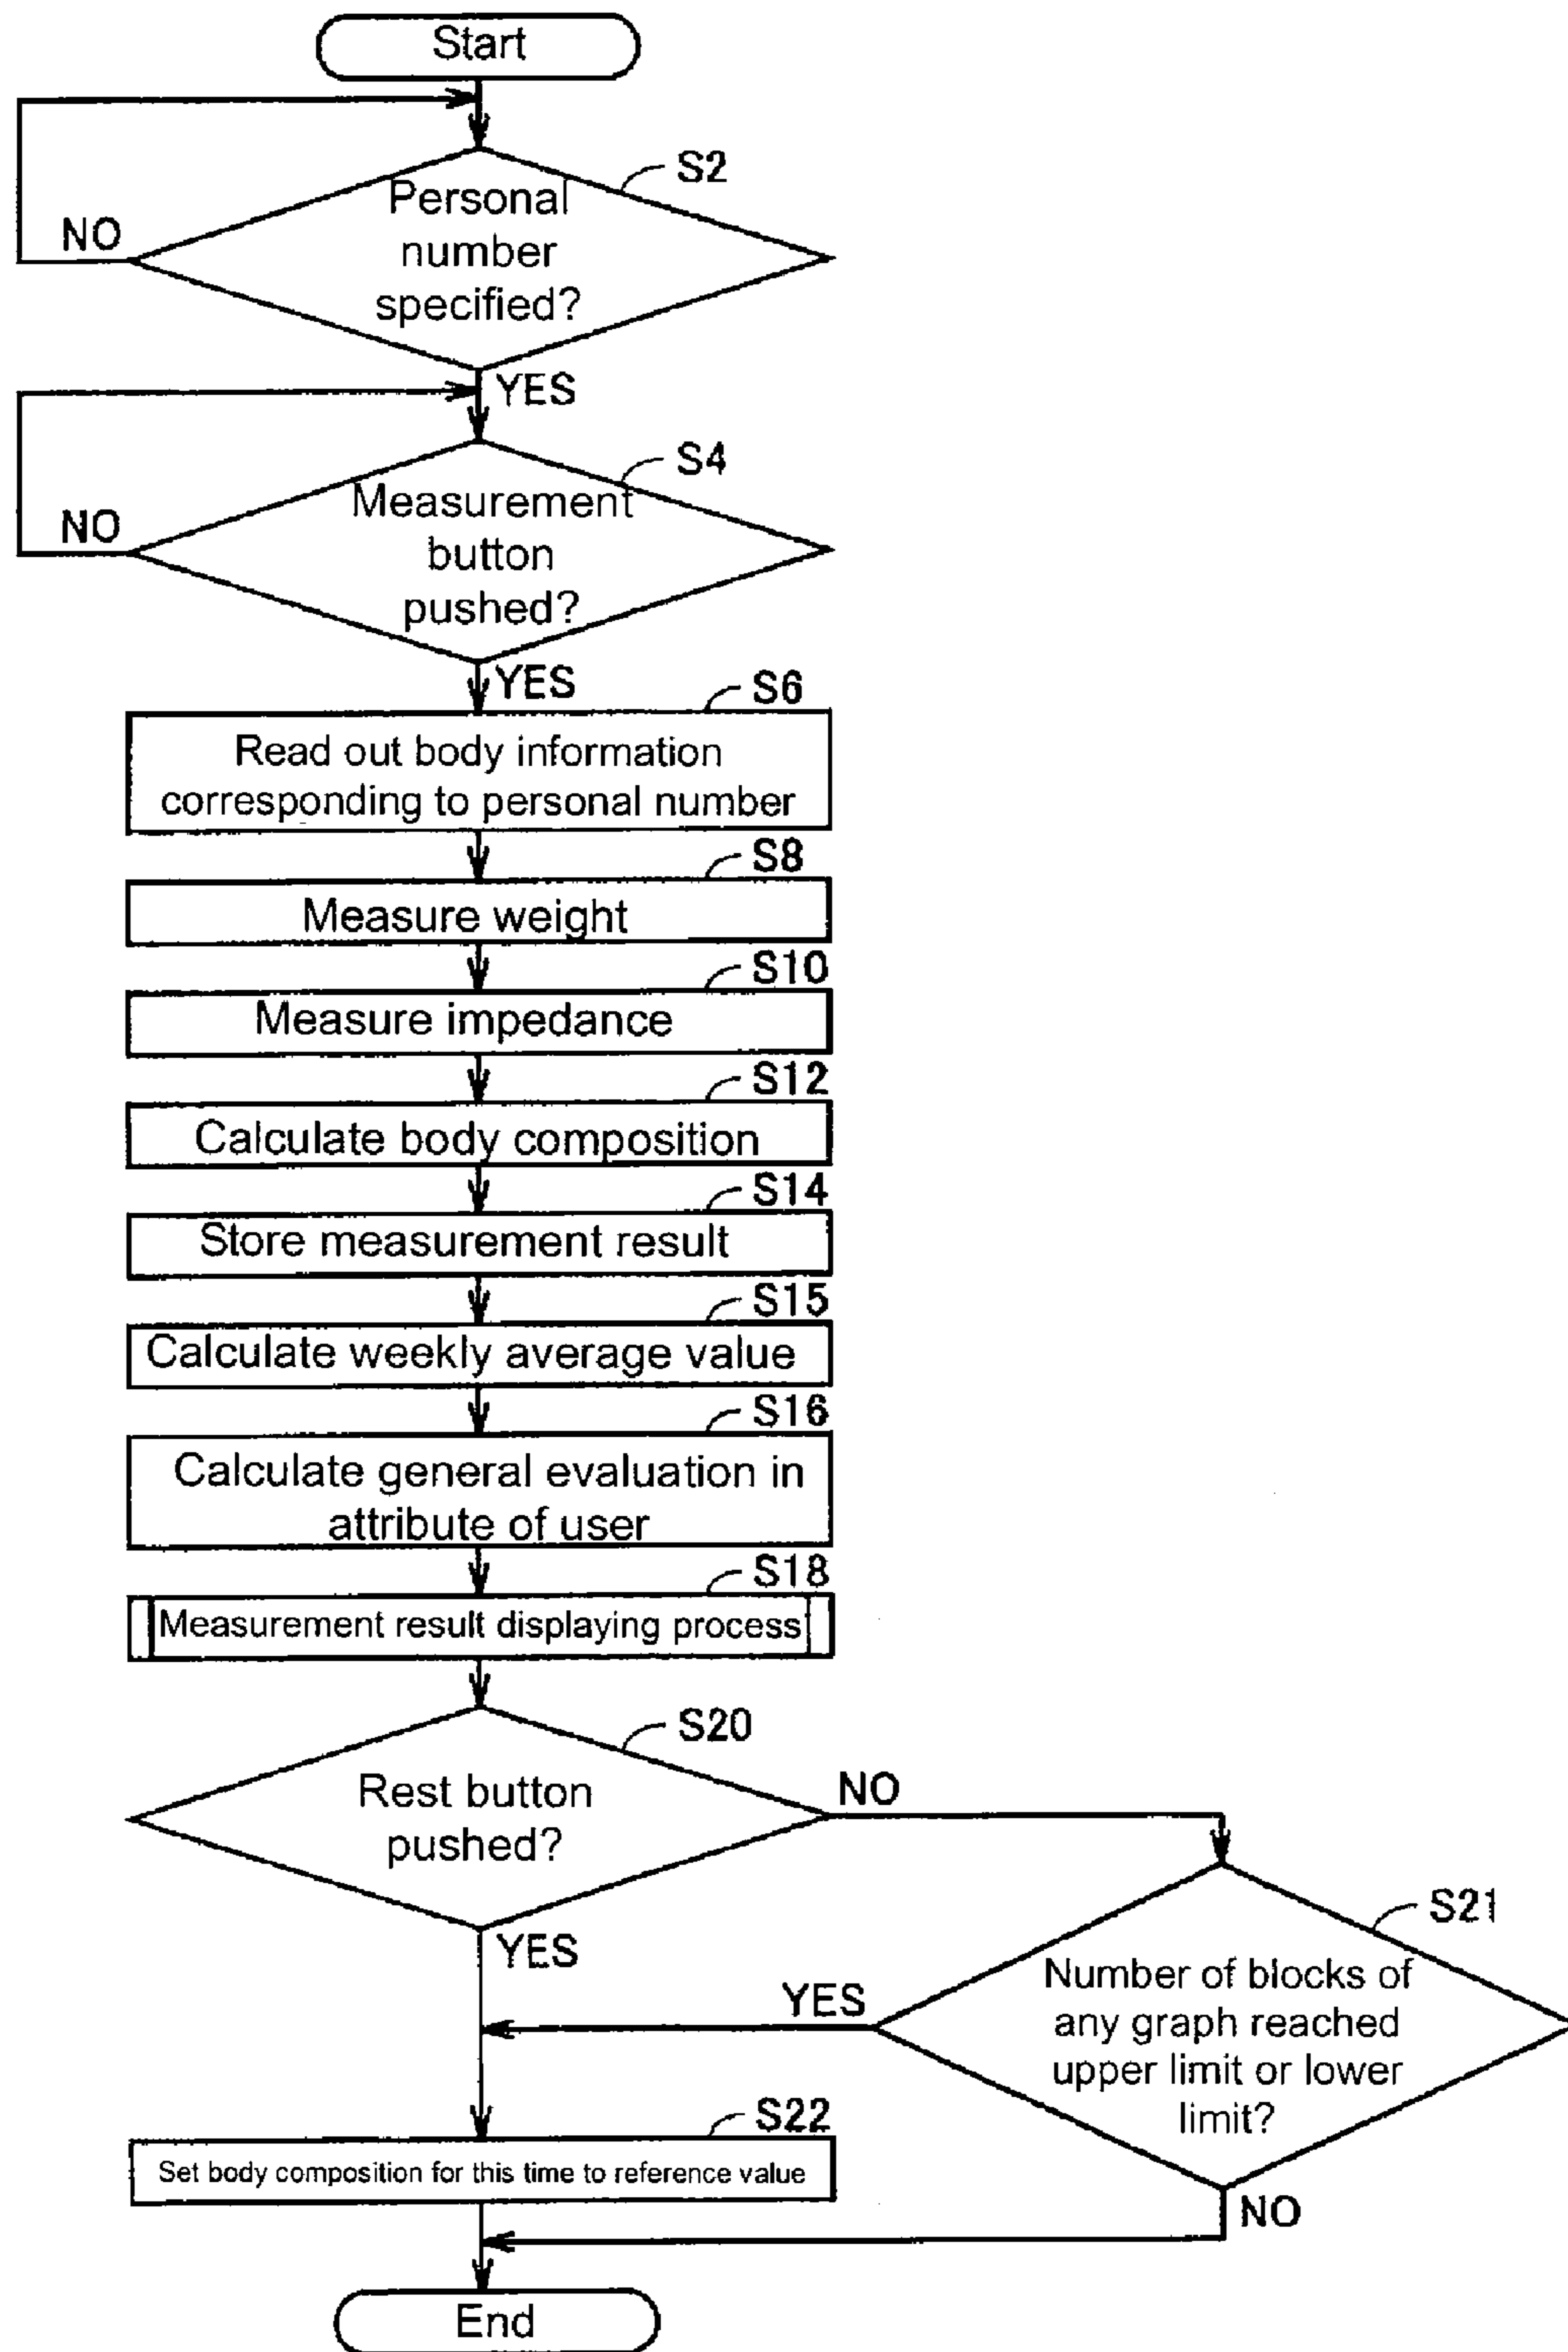 Start
S2
Personal
number
specified?
NO
YES
S4
Measurement
button
pushed?
NO
YES
S6
Read out body information
corresponding to personal number
S8
Measure weight
S10
Measure impedance
S12
Calculate body composition
S14
Store measurement result
S15
Calculate weekly average value
S16
Calculate general evaluation in
attribute of user
S18
Measurement result displaying process
S20
Rest button
pushed?
NO
YES
S21
Number of blocks of
any graph reached
upper limit or lower
limit?
YES
NO
S22
Set body composition for this time to reference value
End